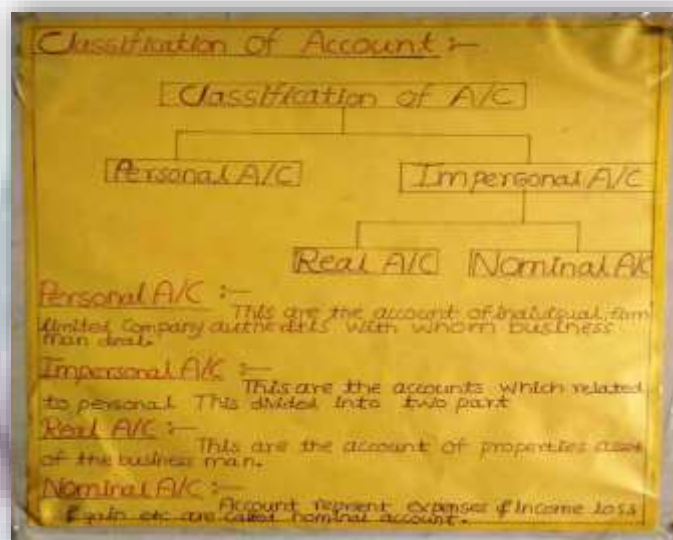 Classification of Account :-
Classification of A/C
Personal A/C
Impersonal A/C
Real A/C
Nominal A/C
Personal A/C :-
This are the account of individual, firm
limited Company with whom business
man deal.
Impersonal A/C :-
This are the accounts which related
to personal This divided into two part
Real A/C :-
This are the account of properties asset
of the business man.
Nominal A/C :-
Account represent expenses & Income loss
& gain etc are called nominal account.